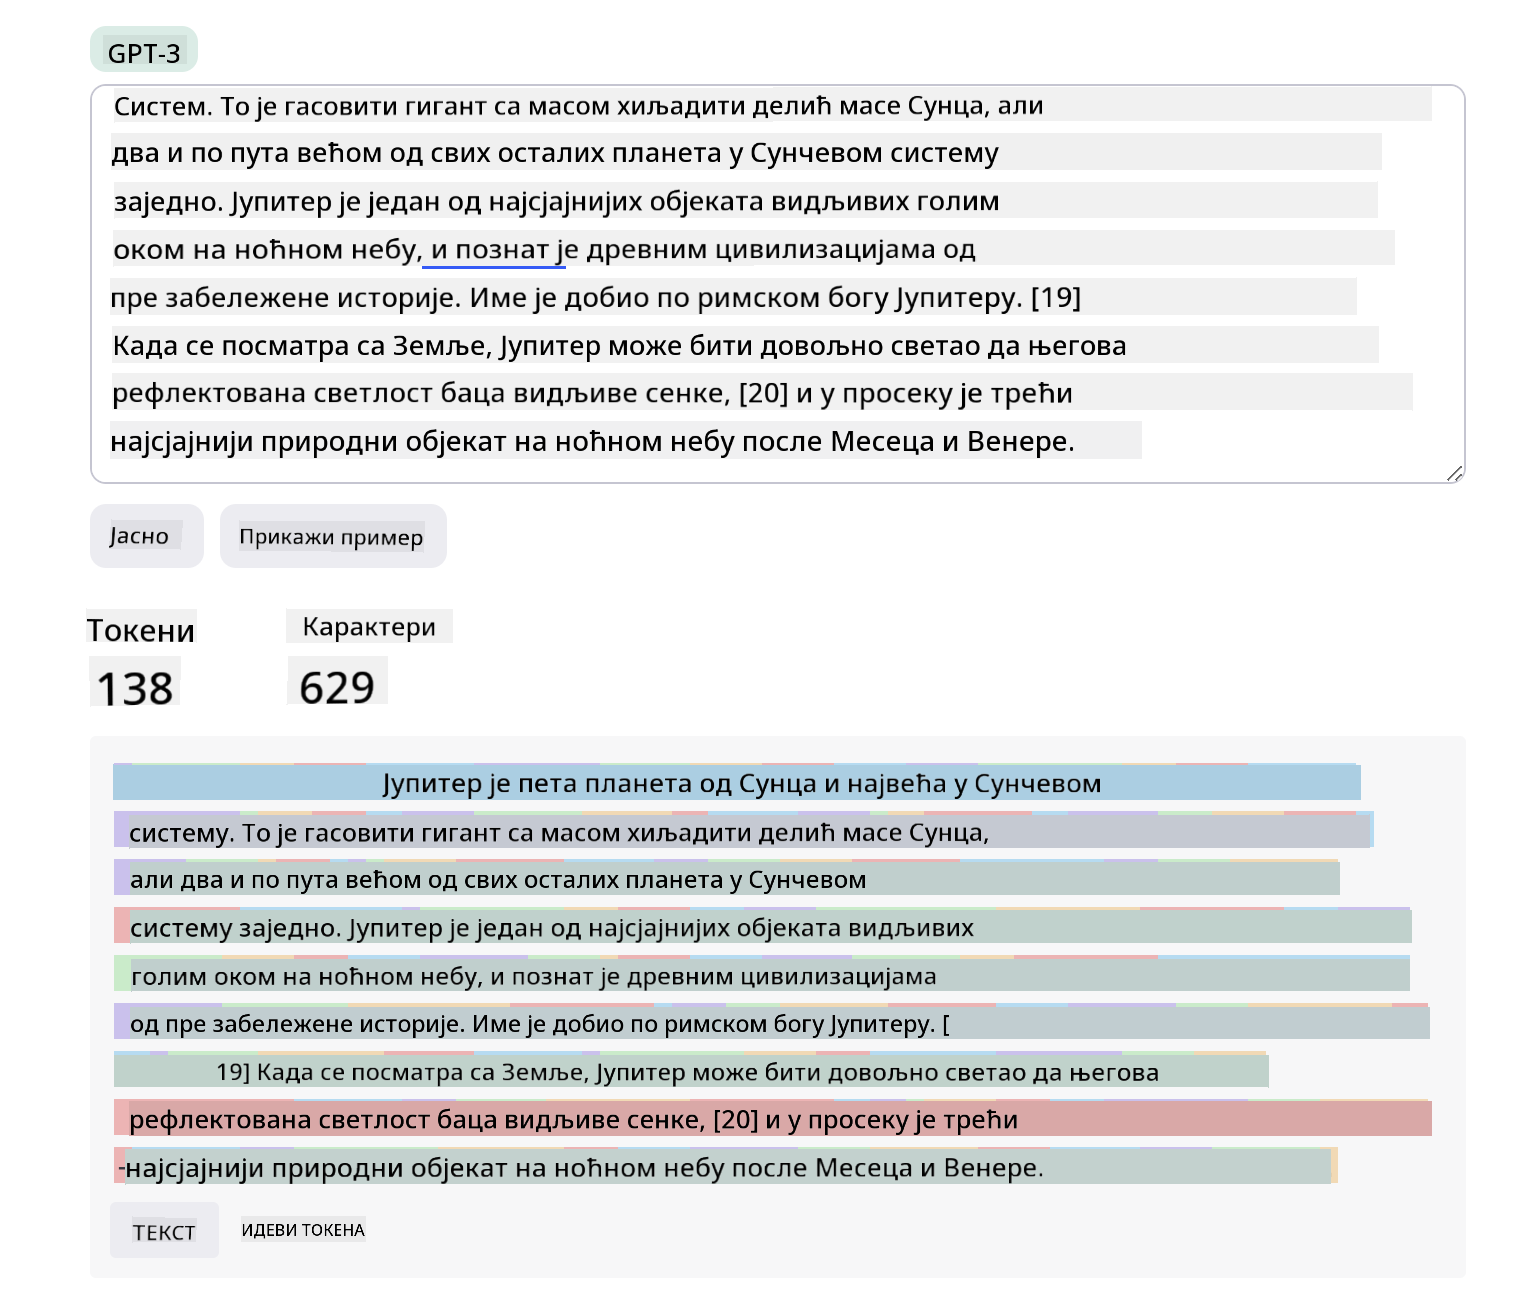 GPT-3
Систем. То је гасовити гигант са масом хиљадити делић масе Сунца, али
два и по пута већом од свих осталих планета у Сунчевом систему
заједно. Јупитер је један од најсјајнијих објеката видљивих голим
оком на ноћном небу, и познат је древним цивилизацијама од
пре забележене историје. Име је добио по римском богу Јупитеру. [19]
Када се посматра са Земље, Јупитер може бити довољно светао да његова
рефлектована светлост баца видљиве сенке, [20] и у просеку је трећи
најсјајнији природни објекат на ноћном небу после Месеца и Венере.
Јасно
Прикажи пример
Токени
Карактери
138
629
Јупитер је пета планета од Сунца и највећа у Сунчевом
систему. То је гасовити гигант са масом хиљадити делић масе Сунца,
али два и по пута већом од свих осталих планета у Сунчевом
систему заједно. Јупитер је један од најсјајнијих објеката видљивих
голим оком на ноћном небу, и познат је древним цивилизацијама
од пре забележене историје. Име је добио по римском богу Јупитеру. [
19] Када се посматра са Земље, Јупитер може бити довољно светао да његова
рефлектована светлост баца видљиве сенке, [20] и у просеку је трећи
-најсјајнији природни објекат на ноћном небу после Месеца и Венере.
ТЕКСТ
ИДЕВИ ТОКЕНА